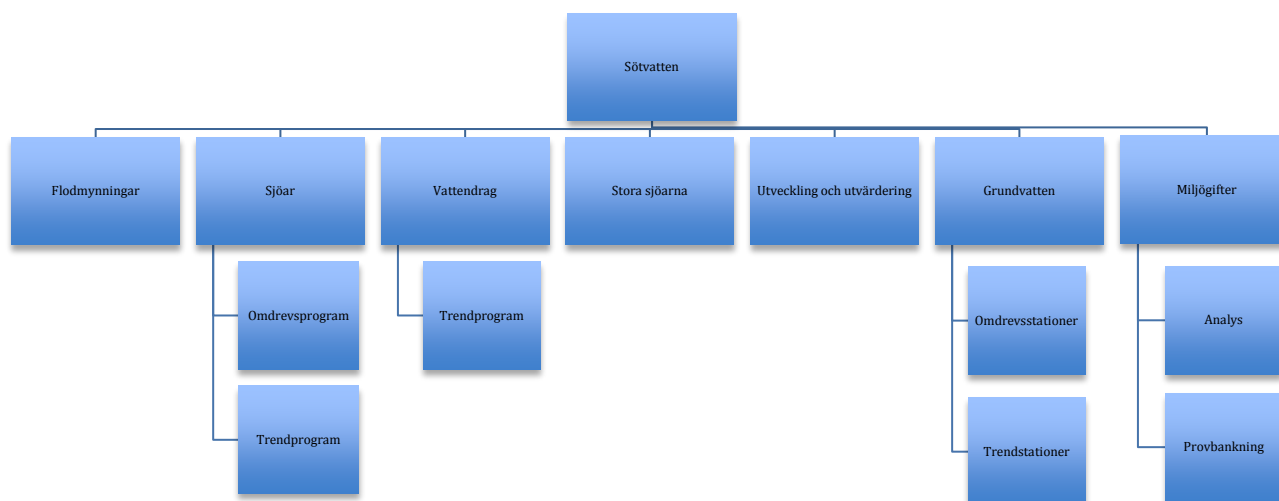 Sötvatten
Flodmynningar
Sjöar
Vattendrag
Stora sjöarna
Utveckling och utvärdering
Grundvatten
Miljögifter
Omdrevsprogram
Trendprogram
Omdrevsstationer
Analys
Trendprogram
Trendstationer
Provbankning